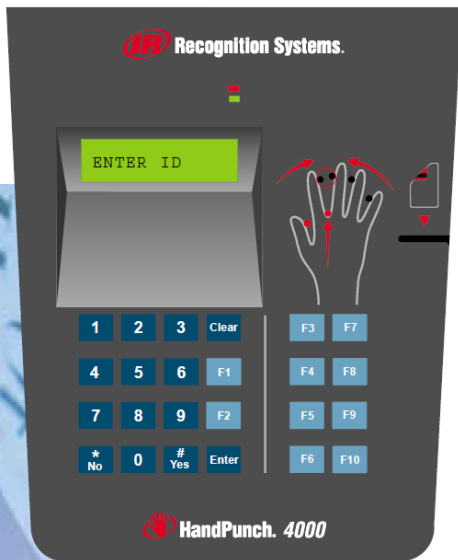 IR Recognition Systems.
ENTER ID
1 2 3 Clear
4 5 6 F1
7 8 9 F2
* No 0 # Yes Enter
F3 F7
F4 F8
F5 F9
F6 F10
HandPunch. 4000